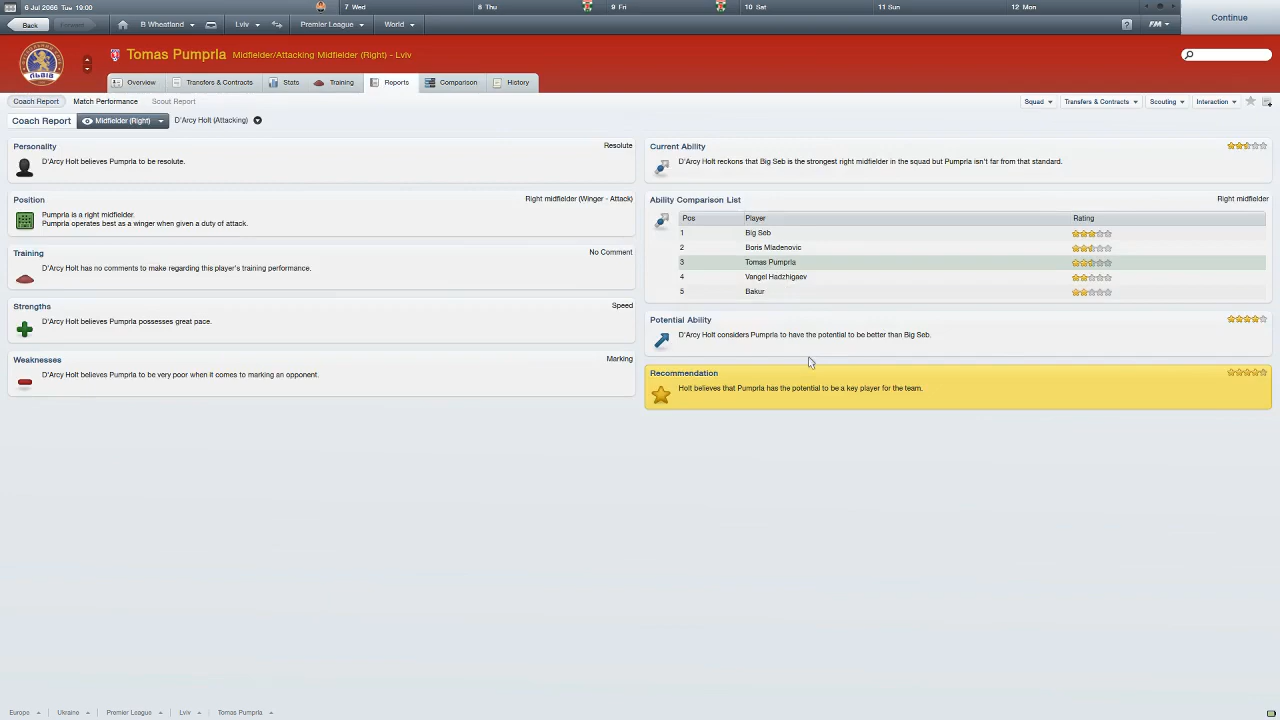 6 Jul 2066 Tue 19:00
7 Wed
8 Thu
9 Fri
10 Sat
11 Sun
12 Mon
Continue
Back
Forward
B Wheatland
Lviv
Premier League
World
FM
Tomas Pumprla
Midfielder/Attacking Midfielder (Right) - Lviv
Overview
Transfers & Contracts
Stats
Training
Reports
Comparison
History
Coach Report
Match Performance
Scout Report
Squad
Transfers & Contracts
Scouting
Interaction
Coach Report
Midfielder (Right)
D'Arcy Holt (Attacking)
Personality
Resolute
D'Arcy Holt believes Pumprla to be resolute.
Position
Right midfielder (Winger - Attack)
Pumprla is a right midfielder.
Pumprla operates best as a winger when given a duty of attack.
Training
No Comment
D'Arcy Holt has no comments to make regarding this player's training performance.
Strengths
Speed
D'Arcy Holt believes Pumprla possesses great pace.
Weaknesses
Marking
D'Arcy Holt believes Pumprla to be very poor when it comes to marking an opponent.
Current Ability
D'Arcy Holt reckons that Big Seb is the strongest right midfielder in the squad but Pumprla isn't far from that standard.
Ability Comparison List
Right midfielder
Pos Player Rating
1 Big Seb
2 Boris Mladenovic
3 Tomas Pumprla
4 Vangel Hadzhigaev
5 Bakur
Potential Ability
D'Arcy Holt considers Pumprla to have the potential to be better than Big Seb.
Recommendation
Holt believes that Pumprla has the potential to be a key player for the team.
Europe
Ukraine
Premier League
Lviv
Tomas Pumprla